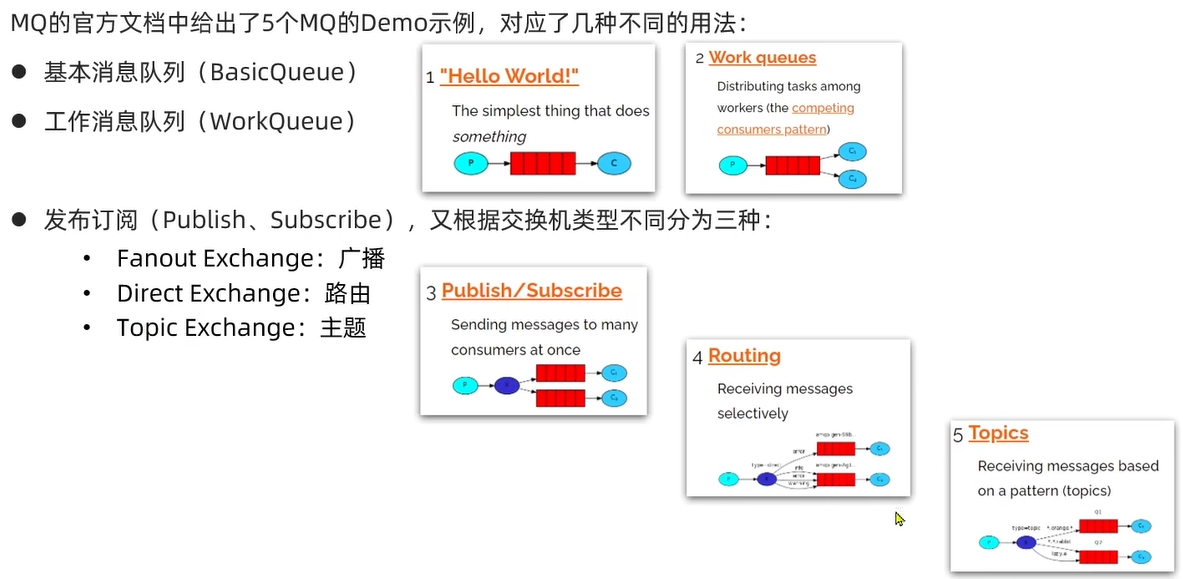 MQ的官方文档中给出了5个MQ的Demo示例，对应了几种不同的用法：
● 基本消息队列（BasicQueue）
● 工作消息队列（WorkQueue）
● 发布订阅（Publish、Subscribe），又根据交换机类型不同分为三种：
• Fanout Exchange：广播
• Direct Exchange：路由
• Topic Exchange：主题
1 "Hello World!"
The simplest thing that does
something
P
C
2 Work queues
Distributing tasks among
workers (the competing
consumers pattern)
P
C₁
C₂
3 Publish/Subscribe
Sending messages to many
consumers at once
P
C₁
C₂
4 Routing
Receiving messages
selectively
type=direct
error
info
error
warning
P
C₁
C₂
5 Topics
Receiving messages based
on a pattern (topics)
type=topic
*.orange.*
*.*.rabbit
lazy.#
Q1
Q2
P
C₁
C₂